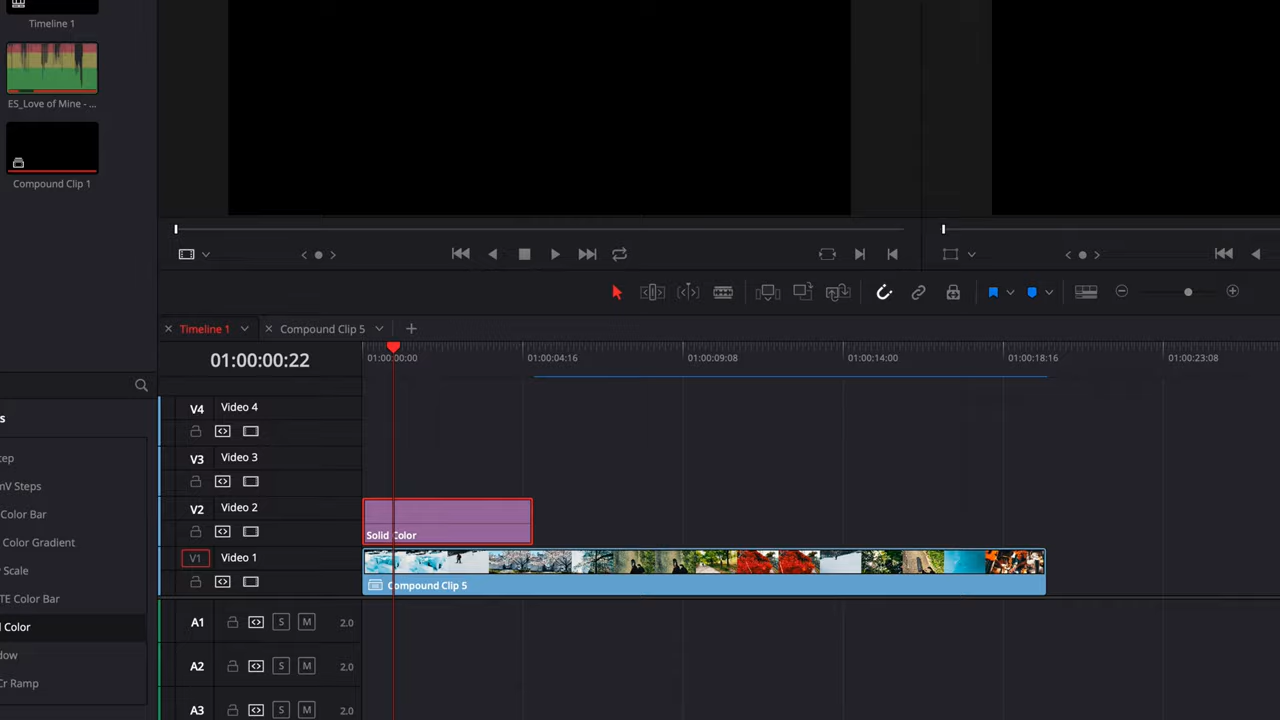 Timeline 1
ES_Love of Mine - ...
Compound Clip 1
Timeline 1
Compound Clip 5
01:00:00:22
01:00:00:00
01:00:04:16
01:00:09:08
01:00:14:00
01:00:18:16
01:00:23:08
V4
Video 4
V3
Video 3
V2
Video 2
Solid Color
V1
Video 1
Compound Clip 5
s
tep
mV Steps
Color Bar
Color Gradient
Scale
TE Color Bar
d Color
dow
Cr Ramp
A1
S
M
2.0
A2
S
M
2.0
A3
S
M
2.0